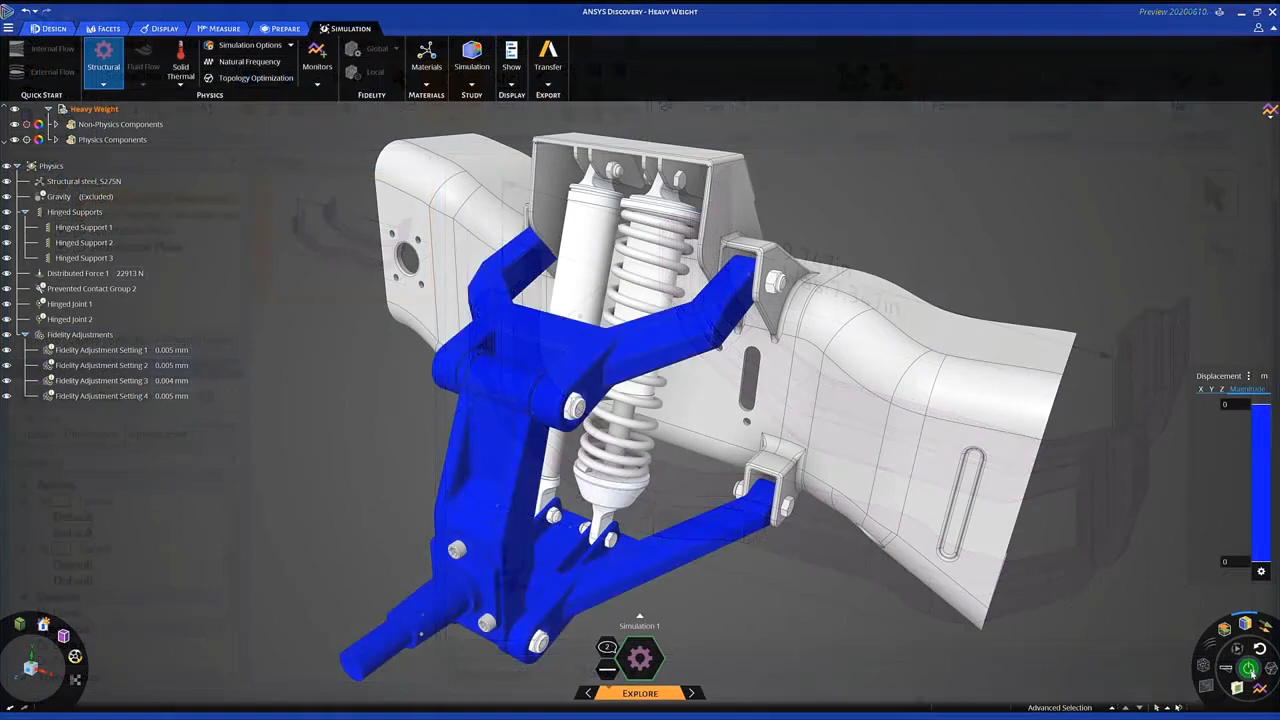 ANSYS Discovery - Heavy Weight
Preview 20200610.
Design
Facets
Display
Measure
Prepare
Simulation
Internal Flow
External Flow
Structural
Fluid Flow
Solid Thermal
Simulation Options
Natural Frequency
Topology Optimization
Monitors
Global
Local
Materials
Simulation
Show
Transfer
Quick Start
Physics
Fidelity
Materials
Study
Display
Export
Heavy Weight
Non-Physics Components
Physics Components
Physics
Structural steel, S275N
Gravity (Excluded)
Hinged Supports
Hinged Support 1
Hinged Support 2
Hinged Support 3
Distributed Force 1 22913 N
Prevented Contact Group 2
Hinged Joint 1
Hinged Joint 2
Fidelity Adjustments
Fidelity Adjustment Setting 1 0.005 mm
Fidelity Adjustment Setting 2 0.005 mm
Fidelity Adjustment Setting 3 0.004 mm
Fidelity Adjustment Setting 4 0.005 mm
Default
Default
Default
Default
Displacement m
X Y Z Magnitude
0
0
Simulation 1
2
Explore
Advanced Selection